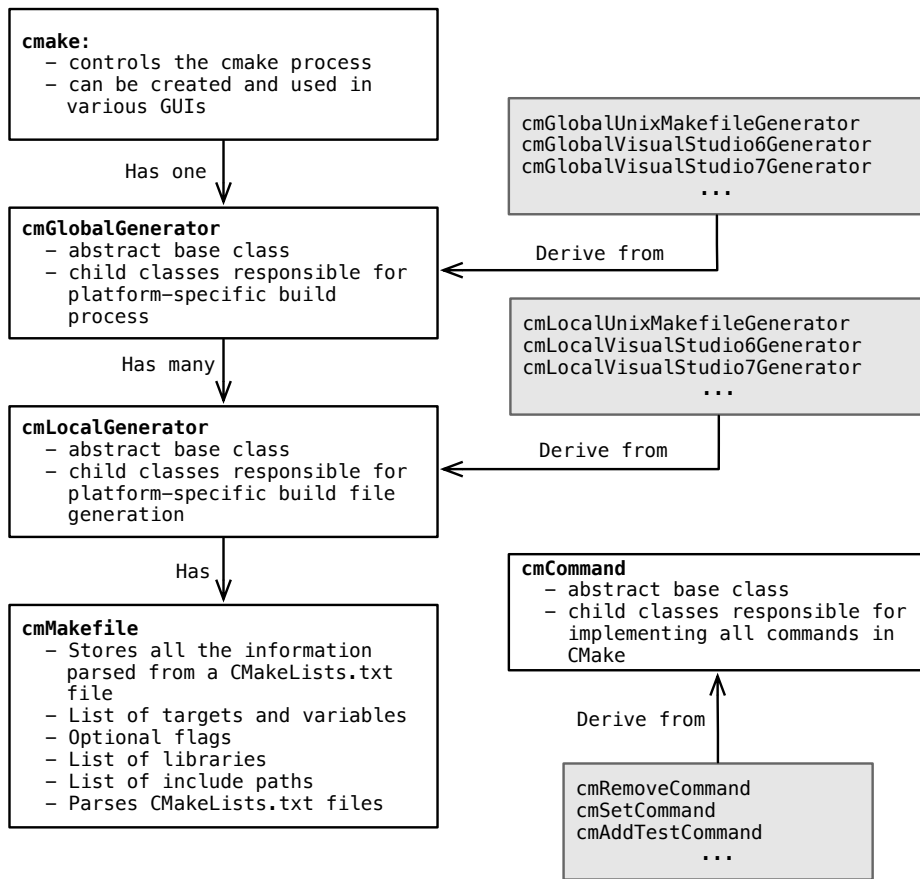 cmake:
– controls the cmake process
– can be created and used in
various GUIs
Has one
cmGlobalGenerator
– abstract base class
– child classes responsible for
platform–specific build
process
Has many
cmLocalGenerator
– abstract base class
– child classes responsible for
platform–specific build file
generation
Has
cmMakefile
– Stores all the information
parsed from a CMakeLists.txt
file
– List of targets and variables
– Optional flags
– List of libraries
– List of include paths
– Parses CMakeLists.txt files
cmGlobalUnixMakefileGenerator
cmGlobalVisualStudio6Generator
cmGlobalVisualStudio7Generator
...
Derive from
cmLocalUnixMakefileGenerator
cmLocalVisualStudio6Generator
cmLocalVisualStudio7Generator
...
Derive from
cmCommand
– abstract base class
– child classes responsible for
implementing all commands in
CMake
Derive from
cmRemoveCommand
cmSetCommand
cmAddTestCommand
...